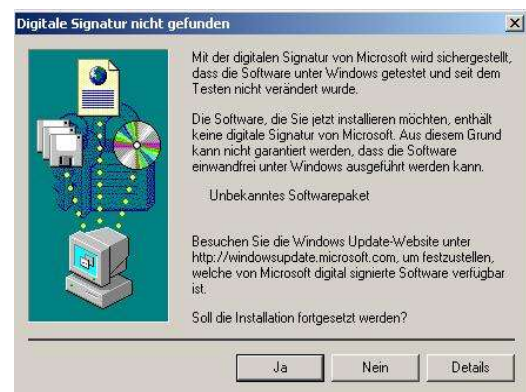 Digitale Signatur nicht gefunden
Mit der digitalen Signatur von Microsoft wird sichergestellt,
dass die Software unter Windows getestet und seit dem
Testen nicht verändert wurde.
Die Software, die Sie jetzt installieren möchten, enthält
keine digitale Signatur von Microsoft. Aus diesem Grund
kann nicht garantiert werden, dass die Software
einwandfrei unter Windows ausgeführt werden kann.
Unbekanntes Softwarepaket
Besuchen Sie die Windows Update-Website unter
http://windowsupdate.microsoft.com, um festzustellen,
welche von Microsoft digital signierte Software verfügbar
ist.
Soll die Installation fortgesetzt werden?
Ja
Nein
Details